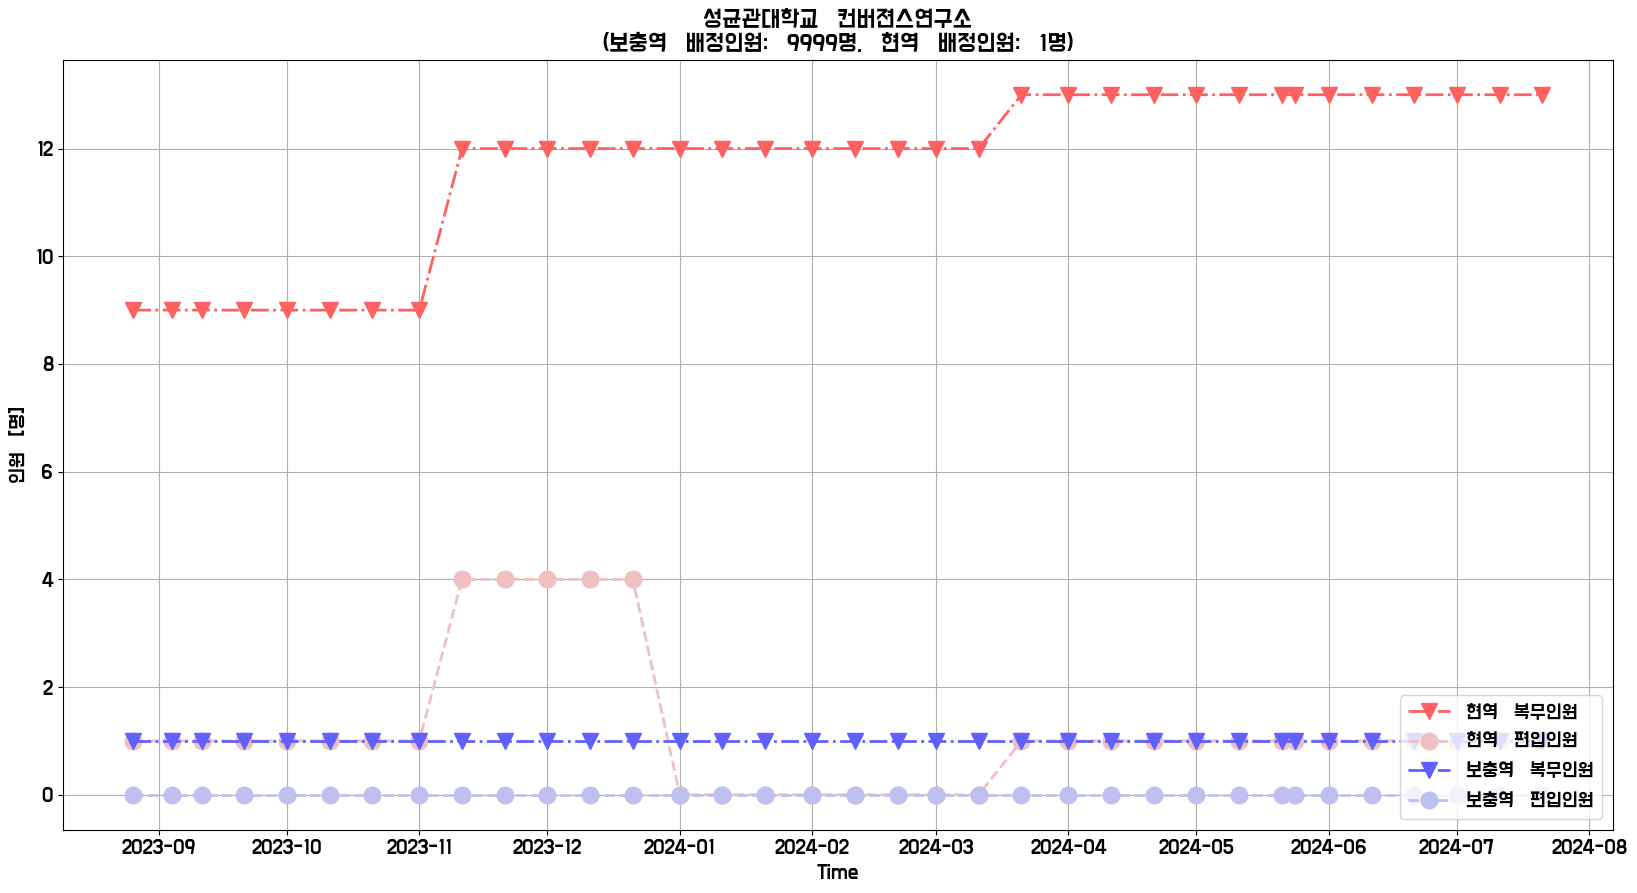 성균관대학교 컨버젼스연구소
(보충역 배정인원: 9999명, 현역 배정인원: 1명)
인원 [명]
12
10
8
6
4
2
0
현역 복무인원
현역 편입인원
보충역 복무인원
보충역 편입인원
2023-09 2023-10 2023-11 2023-12 2024-01 2024-02 2024-03 2024-04 2024-05 2024-06 2024-07 2024-08
Time